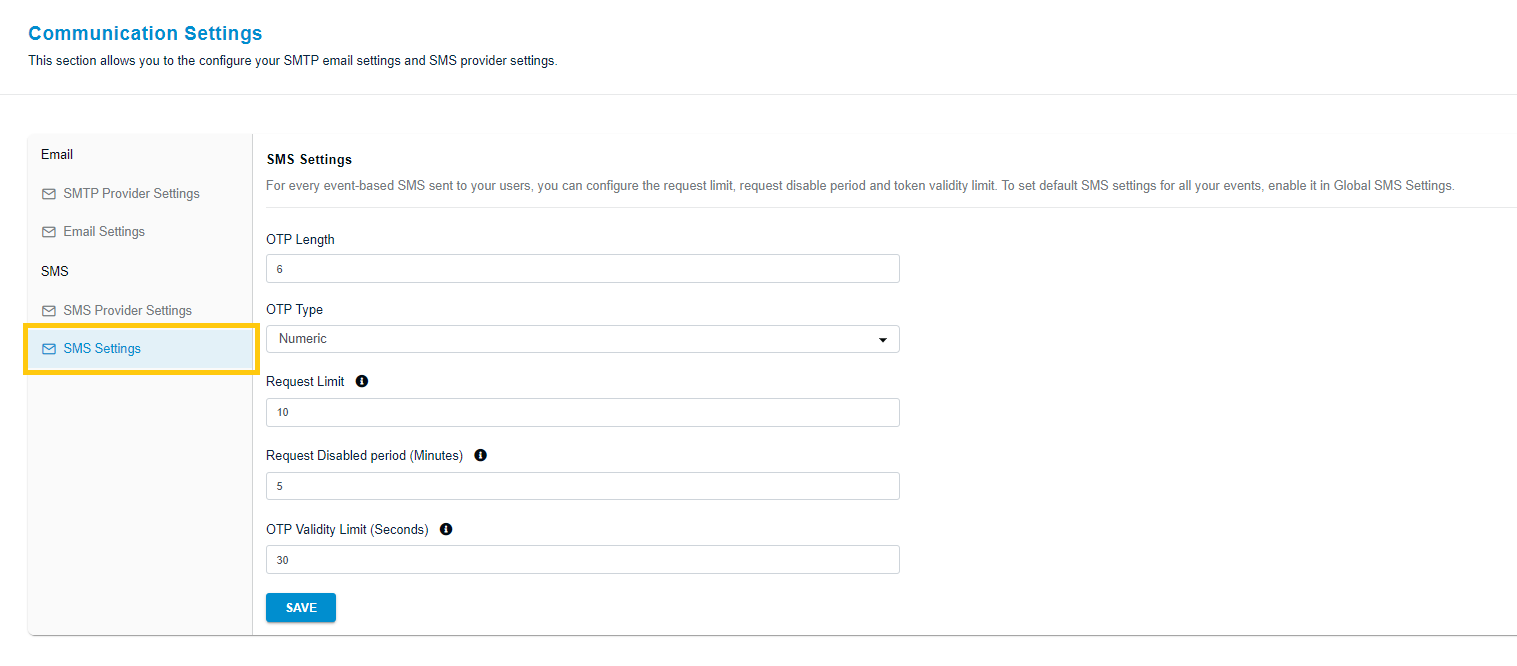 Communication Settings
This section allows you to the configure your SMTP email settings and SMS provider settings.
Email
SMTP Provider Settings
Email Settings
SMS
SMS Provider Settings
SMS Settings
SMS Settings
For every event-based SMS sent to your users, you can configure the request limit, request disable period and token validity limit. To set default SMS settings for all your events, enable it in Global SMS Settings.
OTP Length
6
OTP Type
Numeric
Request Limit
10
Request Disabled period (Minutes)
5
OTP Validity Limit (Seconds)
30
SAVE